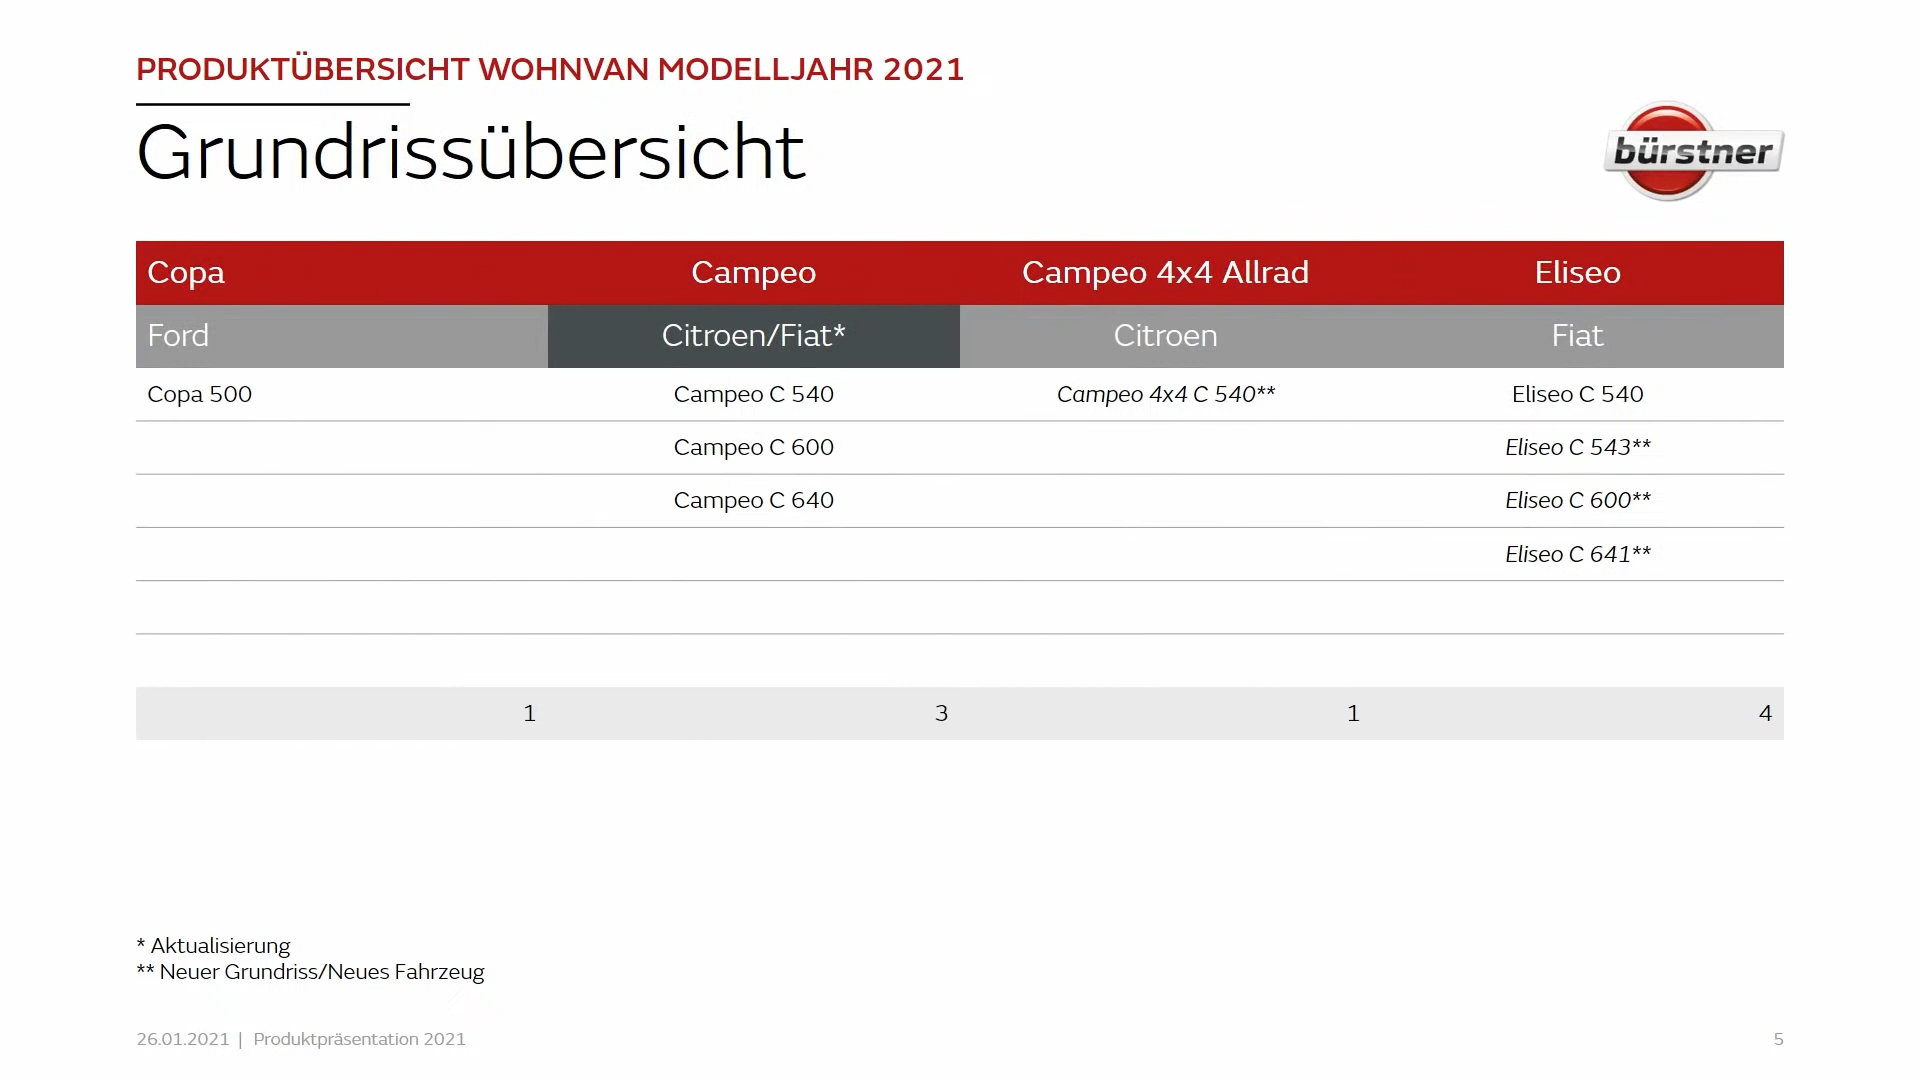 PRODUKTÜBERSICHT WOHNVAN MODELLJAHR 2021
Grundrissübersicht
bürstner
Copa Campeo Campeo 4x4 Allrad Eliseo
Ford Citroen/Fiat* Citroen Fiat
Copa 500 Campeo C 540 Campeo 4x4 C 540** Eliseo C 540
Campeo C 600 Eliseo C 543**
Campeo C 640 Eliseo C 600**
Eliseo C 641**
1 3 1 4
* Aktualisierung
** Neuer Grundriss/Neues Fahrzeug
26.01.2021 | Produktpräsentation 2021 5